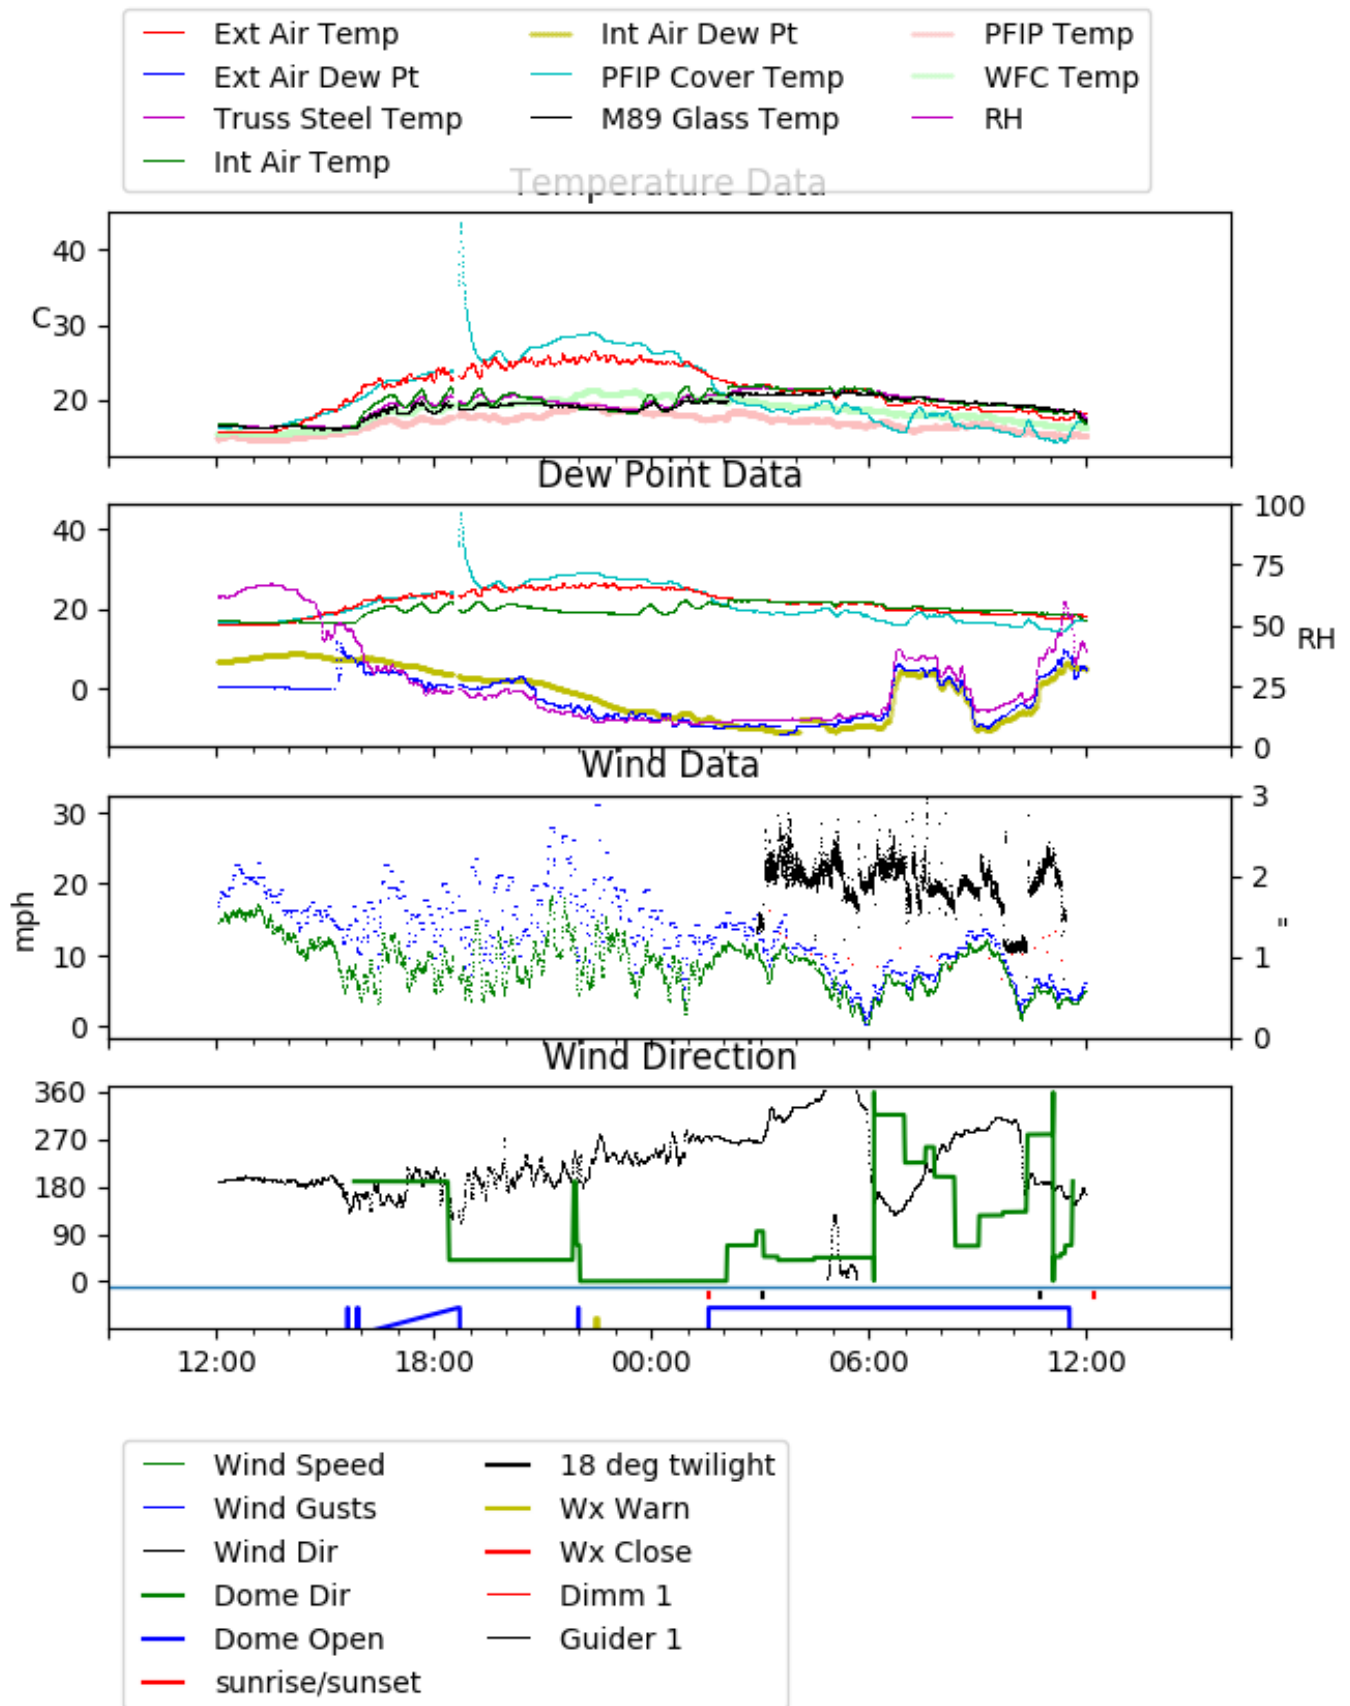 Ext Air Temp Int Air Dew Pt PFIP Temp
Ext Air Dew Pt PFIP Cover Temp WFC Temp
Truss Steel Temp M89 Glass Temp RH
Int Air Temp
Temperature Data
40
C
30
20
Dew Point Data
100
40
75
20
50
RH
0
25
0
Wind Data
30
3
20
2
mph
"
10
1
0
0
Wind Direction
360
270
180
90
0
12:00 18:00 00:00 06:00 12:00
Wind Speed 18 deg twilight
Wind Gusts Wx Warn
Wind Dir Wx Close
Dome Dir Dimm 1
Dome Open Guider 1
sunrise/sunset